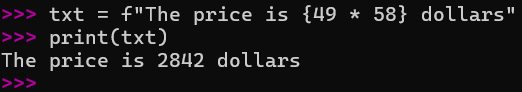 >>> txt = f"The price is {49 * 58} dollars"
>>> print(txt)
The price is 2842 dollars
>>>